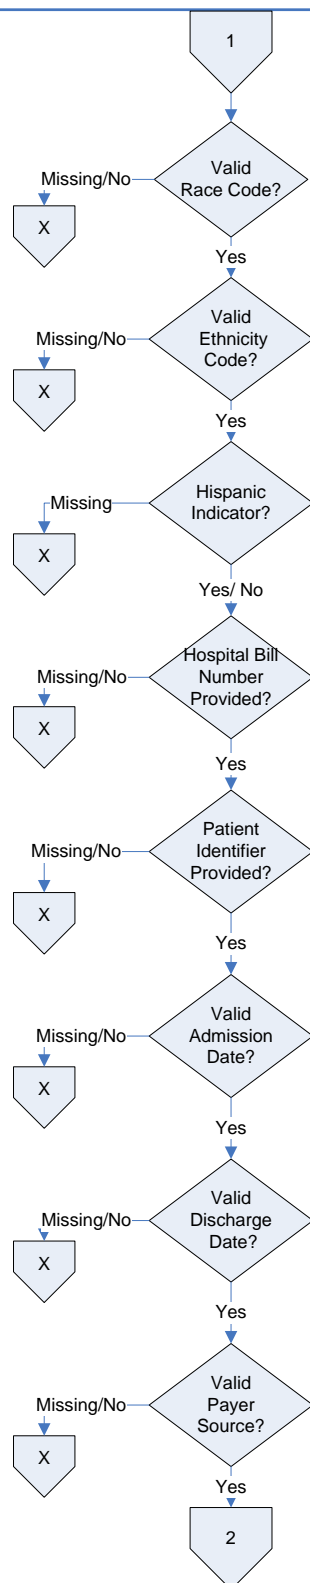 1
Valid
Race Code?
Missing/No
X
Yes
Valid
Ethnicity
Code?
Missing/No
X
Yes
Hispanic
Indicator?
Missing
X
Yes/ No
Hospital Bill
Number
Provided?
Missing/No
X
Yes
Patient
Identifier
Provided?
Missing/No
X
Yes
Valid
Admission
Date?
Missing/No
X
Yes
Valid
Discharge
Date?
Missing/No
X
Yes
Valid
Payer
Source?
Missing/No
X
Yes
2